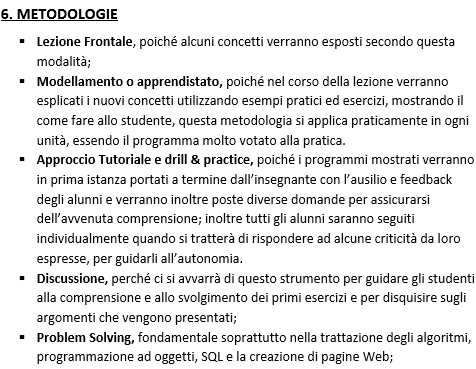 6. METODOLOGIE
▪ Lezione Frontale, poiché alcuni concetti verranno esposti secondo questa
modalità;
▪ Modellamento o apprendistato, poiché nel corso della lezione verranno
esplicati i nuovi concetti utilizzando esempi pratici ed esercizi, mostrando il
come fare allo studente, questa metodologia si applica praticamente in ogni
unità, essendo il programma molto votato alla pratica.
▪ Approccio Tutoriale e drill & practice, poiché i programmi mostrati verranno
in prima istanza portati a termine dall'insegnante con l'ausilio e feedback
degli alunni e verranno inoltre poste diverse domande per assicurarsi
dell'avvenuta comprensione; inoltre tutti gli alunni saranno seguiti
individualmente quando si tratterà di rispondere ad alcune criticità da loro
espresse, per guidarli all'autonomia.
▪ Discussione, perché ci si avvarrà di questo strumento per guidare gli studenti
alla comprensione e allo svolgimento dei primi esercizi e per disquisire sugli
argomenti che vengono presentati;
▪ Problem Solving, fondamentale soprattutto nella trattazione degli algoritmi,
programmazione ad oggetti, SQL e la creazione di pagine Web;